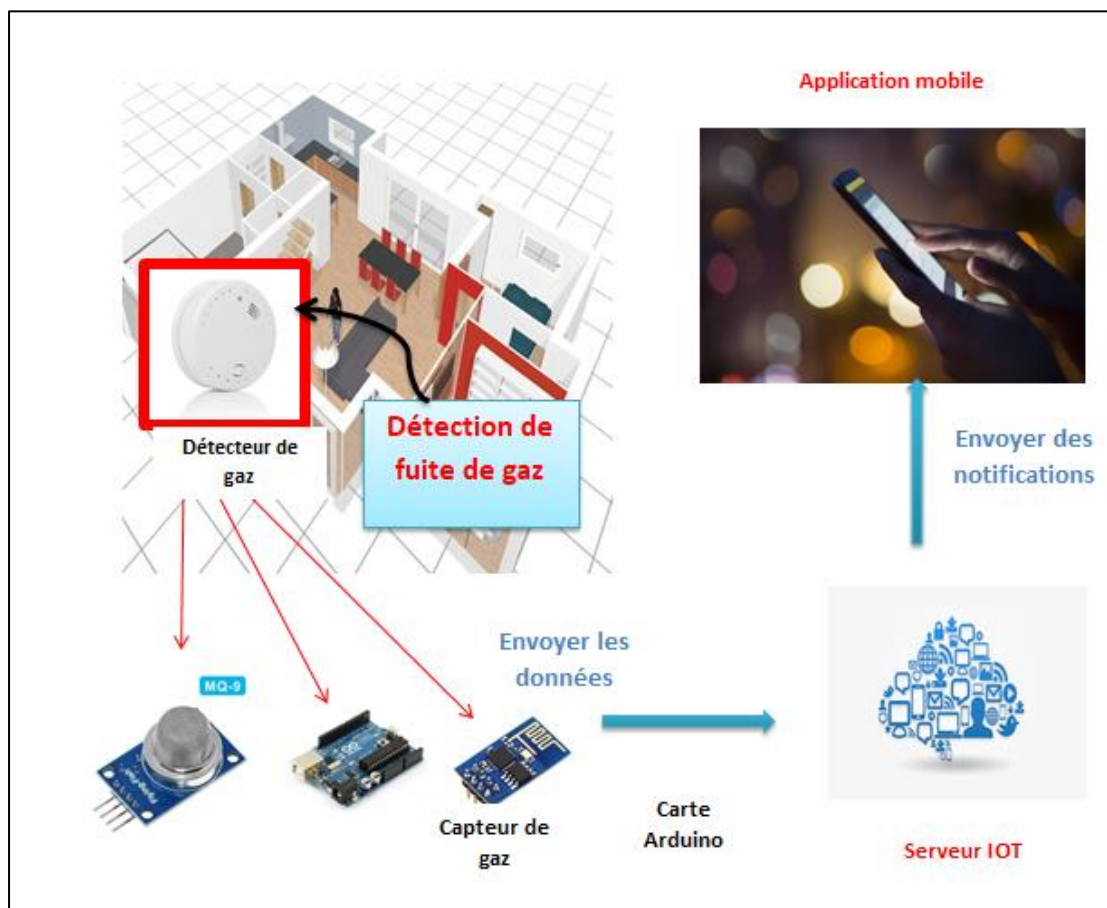 Application mobile
Détection de
fuite de gaz
Détecteur de
gaz
Envoyer des
notifications
Envoyer les
données
MQ-9
Capteur de
gaz
Carte
Arduino
Serveur IOT